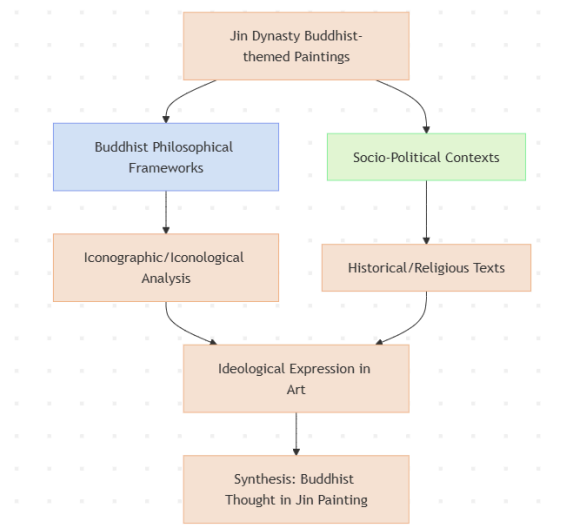 Jin Dynasty Buddhist-
themed Paintings
Buddhist Philosophical
Frameworks
Socio-Political Contexts
Iconographic/Iconological
Analysis
Historical/Religious Texts
Ideological Expression in
Art
Synthesis: Buddhist
Thought in Jin Painting